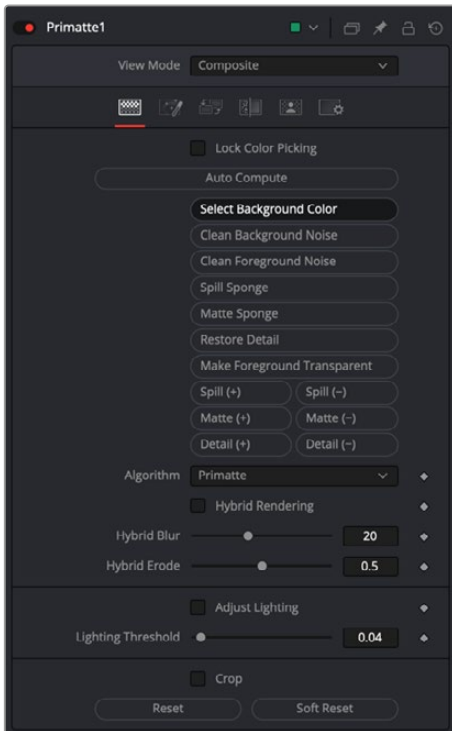 Primatte1
View Mode Composite
Lock Color Picking
Auto Compute
Select Background Color
Clean Background Noise
Clean Foreground Noise
Spill Sponge
Matte Sponge
Restore Detail
Make Foreground Transparent
Spill (+) Spill (−)
Matte (+) Matte (−)
Detail (+) Detail (−)
Algorithm Primatte
Hybrid Rendering
Hybrid Blur 20
Hybrid Erode 0.5
Adjust Lighting
Lighting Threshold 0.04
Crop
Reset Soft Reset